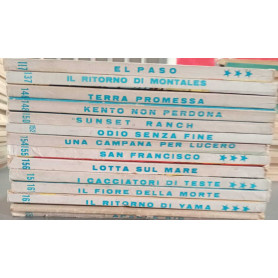 EL PASO
IL RITORNO DI MONTALES
TERRA PROMESSA
KENTO NON PERDONA
SUNSET RANCH
ODIO SENZA FINE
UNA CAMPANA PER LUCERO
SAN FRANCISCO
LOTTA SUL MARE
I CACCIATORI DI TESTE
IL FIORE DELLA MORTE
IL RITORNO DI YAMA